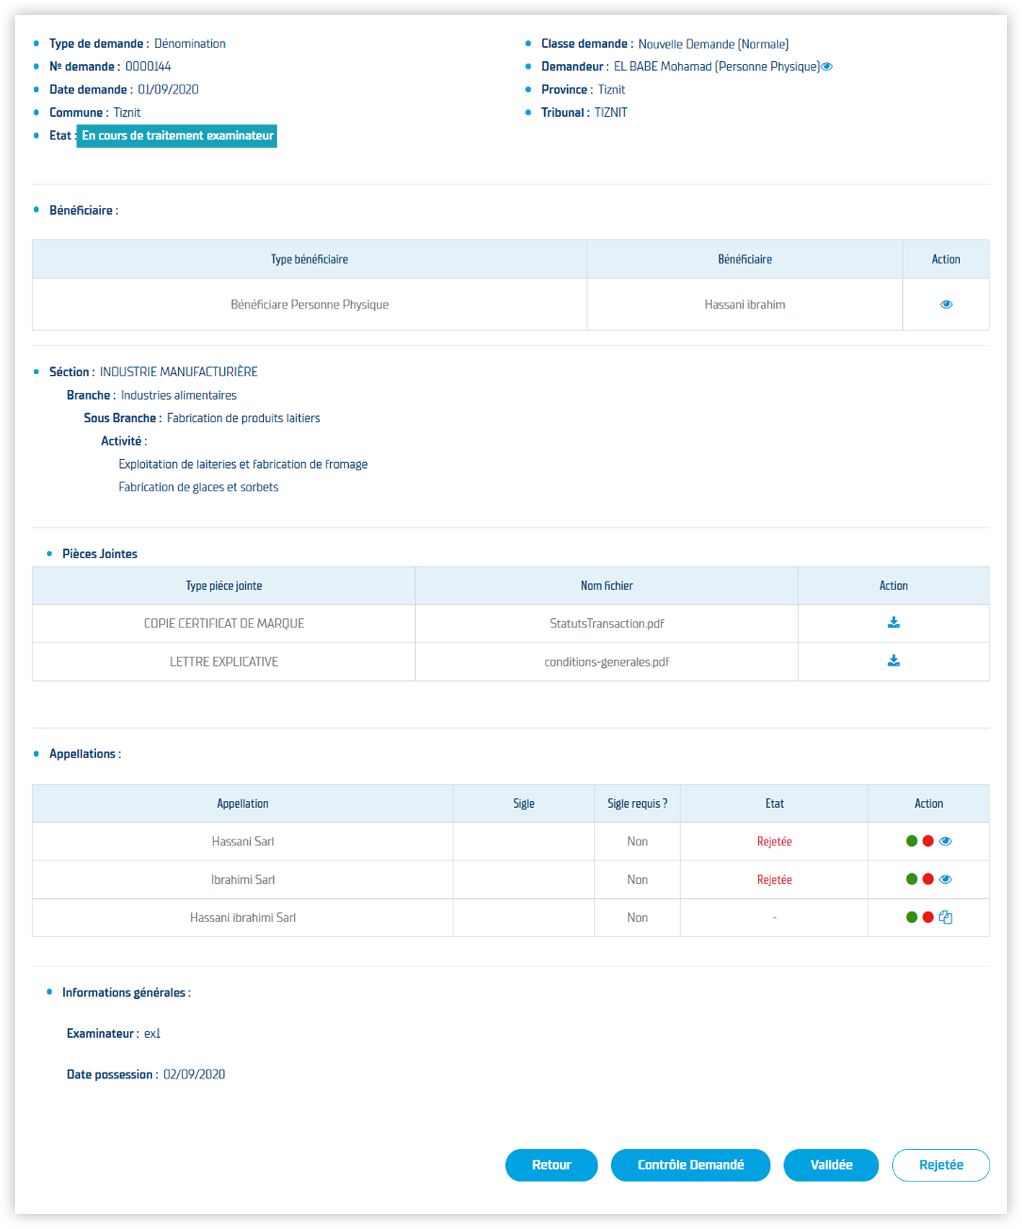 Type de demande : Dénomination
Classe demande : Nouvelle Demande (Normale)
Nº demande : 0000144
Demandeur : EL BABE Mohamad (Personne Physique)
Date demande : 01/09/2020
Province : Tiznit
Commune : Tiznit
Tribunal : TIZNIT
Etat : En cours de traitement examinateur
Bénéficiaire :
Type bénéficiaire Bénéficiaire Action
Bénéficiare Personne Physique Hassani ibrahim
Séction : INDUSTRIE MANUFACTURIÈRE
Branche : Industries alimentaires
Sous Branche : Fabrication de produits laitiers
Activité :
Exploitation de laiteries et fabrication de fromage
Fabrication de glaces et sorbets
Pièces Jointes
Type piéce jointe Nom fichier Action
COPIE CERTIFICAT DE MARQUE StatutsTransaction.pdf
LETTRE EXPLICATIVE conditions-generales.pdf
Appellations :
Appellation Sigle Sigle requis ? Etat Action
Hassani Sarl Non Rejetée
Ibrahimi Sarl Non Rejetée
Hassani ibrahimi Sarl Non -
Informations générales :
Examinateur : ex1
Date possession : 02/09/2020
Retour Contrôle Demandé Validée Rejetée